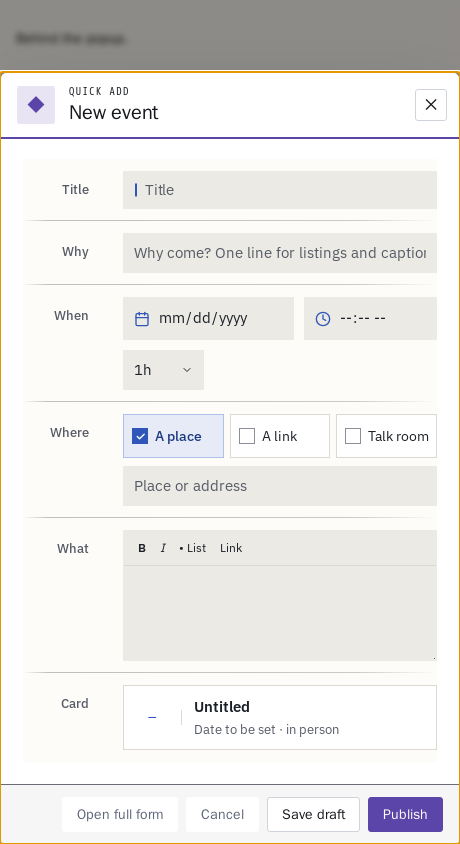 Behind the popup.
QUICK ADD
New event
Title
Title
Why
Why come? One line for listings and caption
When
mm/dd/yyyy
--:-- --
1h
Where
A place
A link
Talk room
Place or address
What
B I • List Link
Card
–
Untitled
Date to be set · in person
Open full form
Cancel
Save draft
Publish